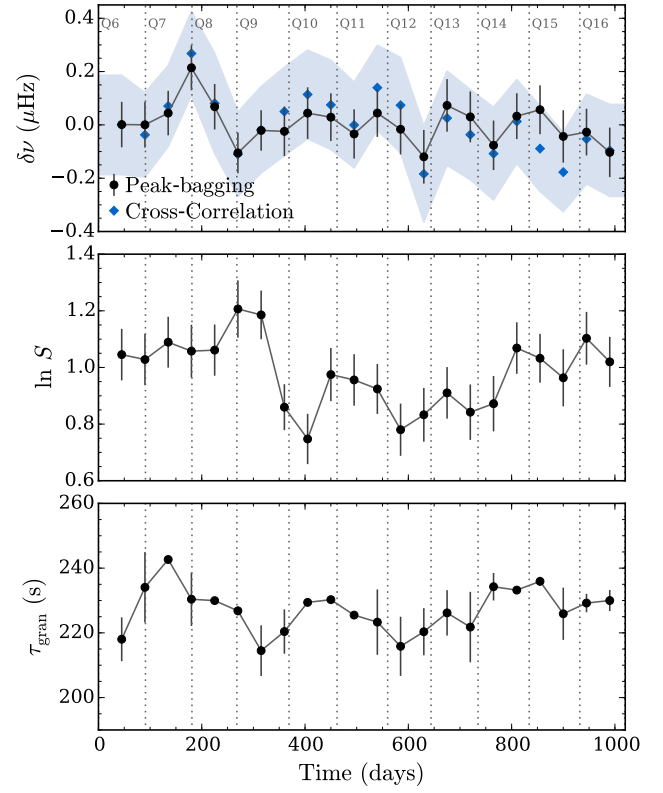 Q6 Q7 Q8 Q9 Q10 Q11 Q12 Q13 Q14 Q15 Q16
0.4
0.2
0.0
−0.2
−0.4
δν (μHz)
Peak-bagging
Cross-Correlation
1.4
1.2
1.0
0.8
0.6
ln S
260
240
220
200
τgran (s)
0 200 400 600 800 1000
Time (days)